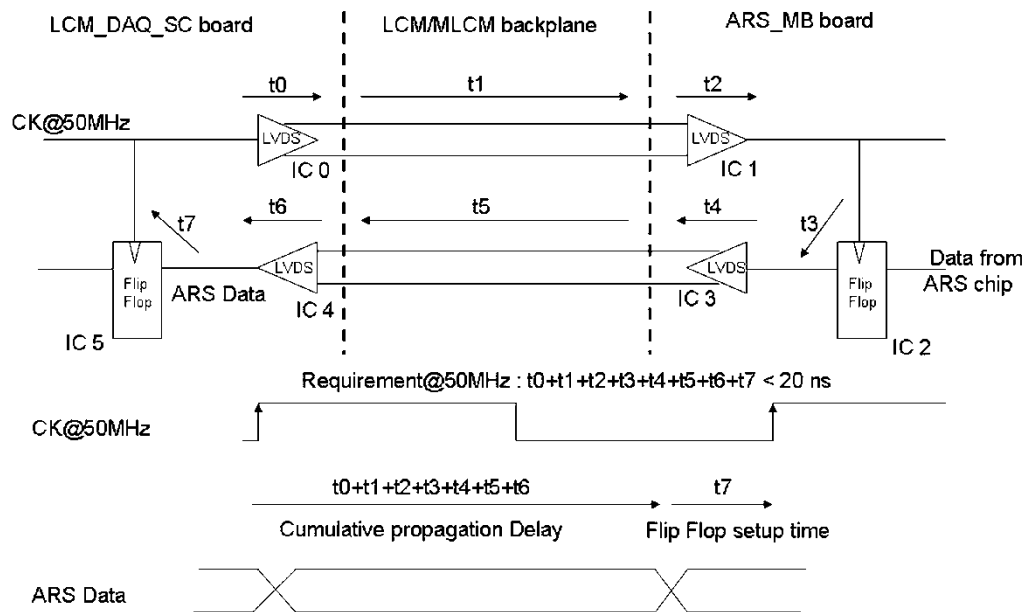 LCM_DAQ_SC board
LCM/MLCM backplane
ARS_MB board
t0
t1
t2
CK@50MHz
LVDS
LVDS
IC 0
IC 1
t7
t6
t5
t4
t3
Flip
Flop
ARS Data
LVDS
IC 4
LVDS
IC 3
Flip
Flop
Data from
ARS chip
IC 5
IC 2
Requirement@50MHz : t0+t1+t2+t3+t4+t5+t6+t7 < 20 ns
CK@50MHz
t0+t1+t2+t3+t4+t5+t6
t7
Cumulative propagation Delay
Flip Flop setup time
ARS Data